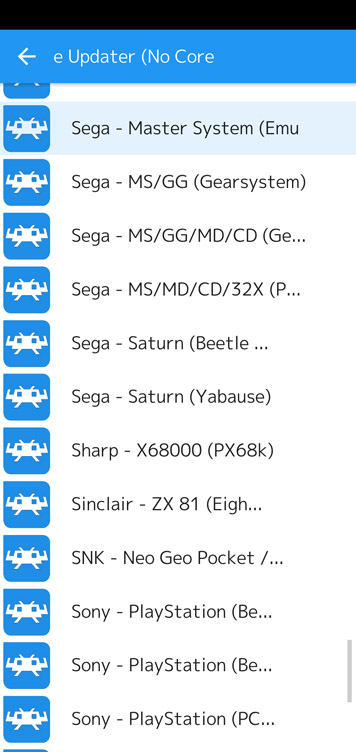 e Updater (No Core
Sega - Master System (Emu
Sega - MS/GG (Gearsystem)
Sega - MS/GG/MD/CD (Ge...
Sega - MS/MD/CD/32X (P...
Sega - Saturn (Beetle ...
Sega - Saturn (Yabause)
Sharp - X68000 (PX68k)
Sinclair - ZX 81 (Eigh...
SNK - Neo Geo Pocket /...
Sony - PlayStation (Be...
Sony - PlayStation (Be...
Sony - PlayStation (PC...